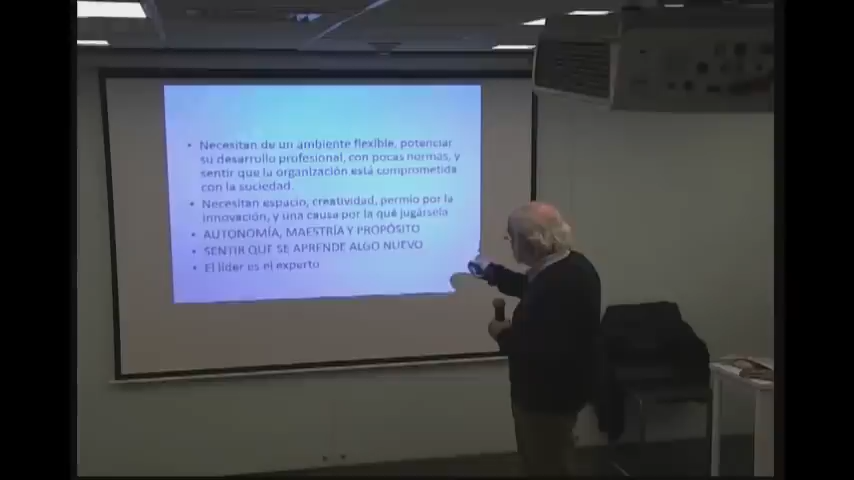 • Necesitan de un ambiente flexible, potenciar
su desarrollo profesional, con pocas normas, y
sentir que la organización está comprometida
con la sociedad.
• Necesitan espacio, creatividad, permio por la
innovación, y una causa por la qué jugársela
• AUTONOMÍA, MAESTRÍA Y PROPÓSITO
• SENTIR QUE SE APRENDE ALGO NUEVO
• El líder es el experto